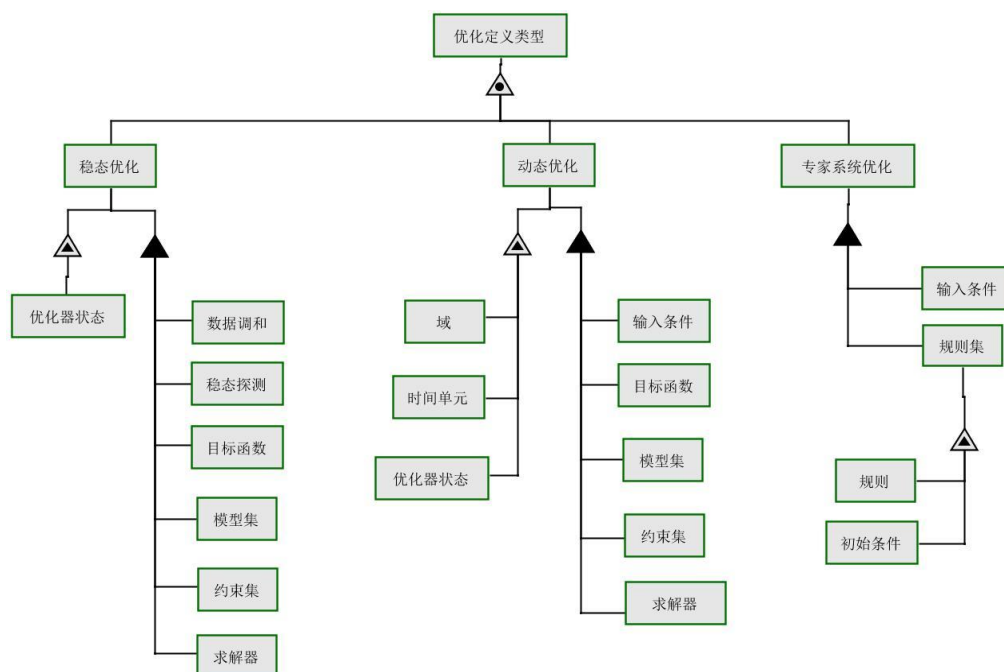 优化定义类型
稳态优化
动态优化
专家系统优化
优化器状态
数据调和
稳态探测
目标函数
模型集
约束集
求解器
域
时间单元
优化器状态
输入条件
目标函数
模型集
约束集
求解器
输入条件
规则集
规则
初始条件